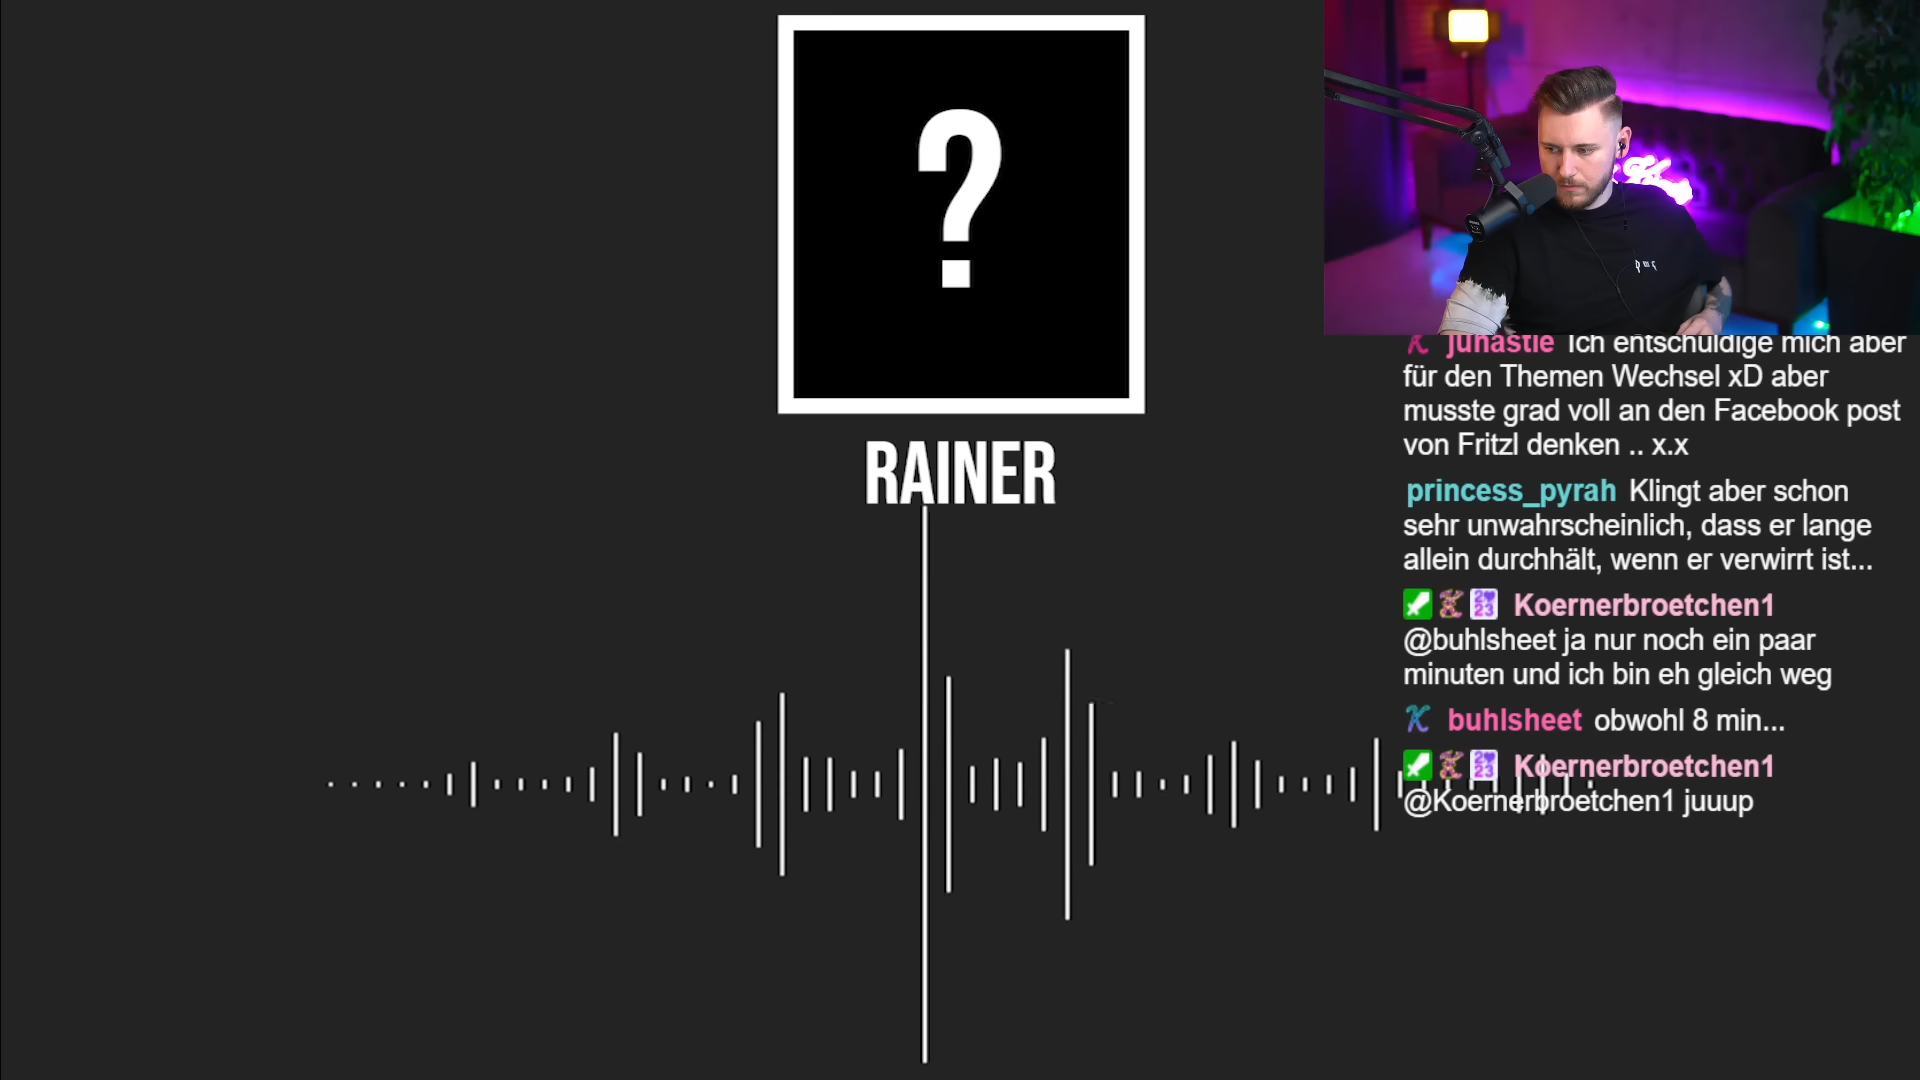 ?
RAINER
junastie Ich entschuldige mich aber
für den Themen Wechsel xD aber
musste grad voll an den Facebook post
von Fritzl denken .. x.x
princess_pyrah Klingt aber schon
sehr unwahrscheinlich, dass er lange
allein durchhält, wenn er verwirrt ist...
Koernerbroetchen1
@buhlsheet ja nur noch ein paar
minuten und ich bin eh gleich weg
buhlsheet obwohl 8 min...
Koernerbroetchen1
@Koernerbroetchen1 juuup